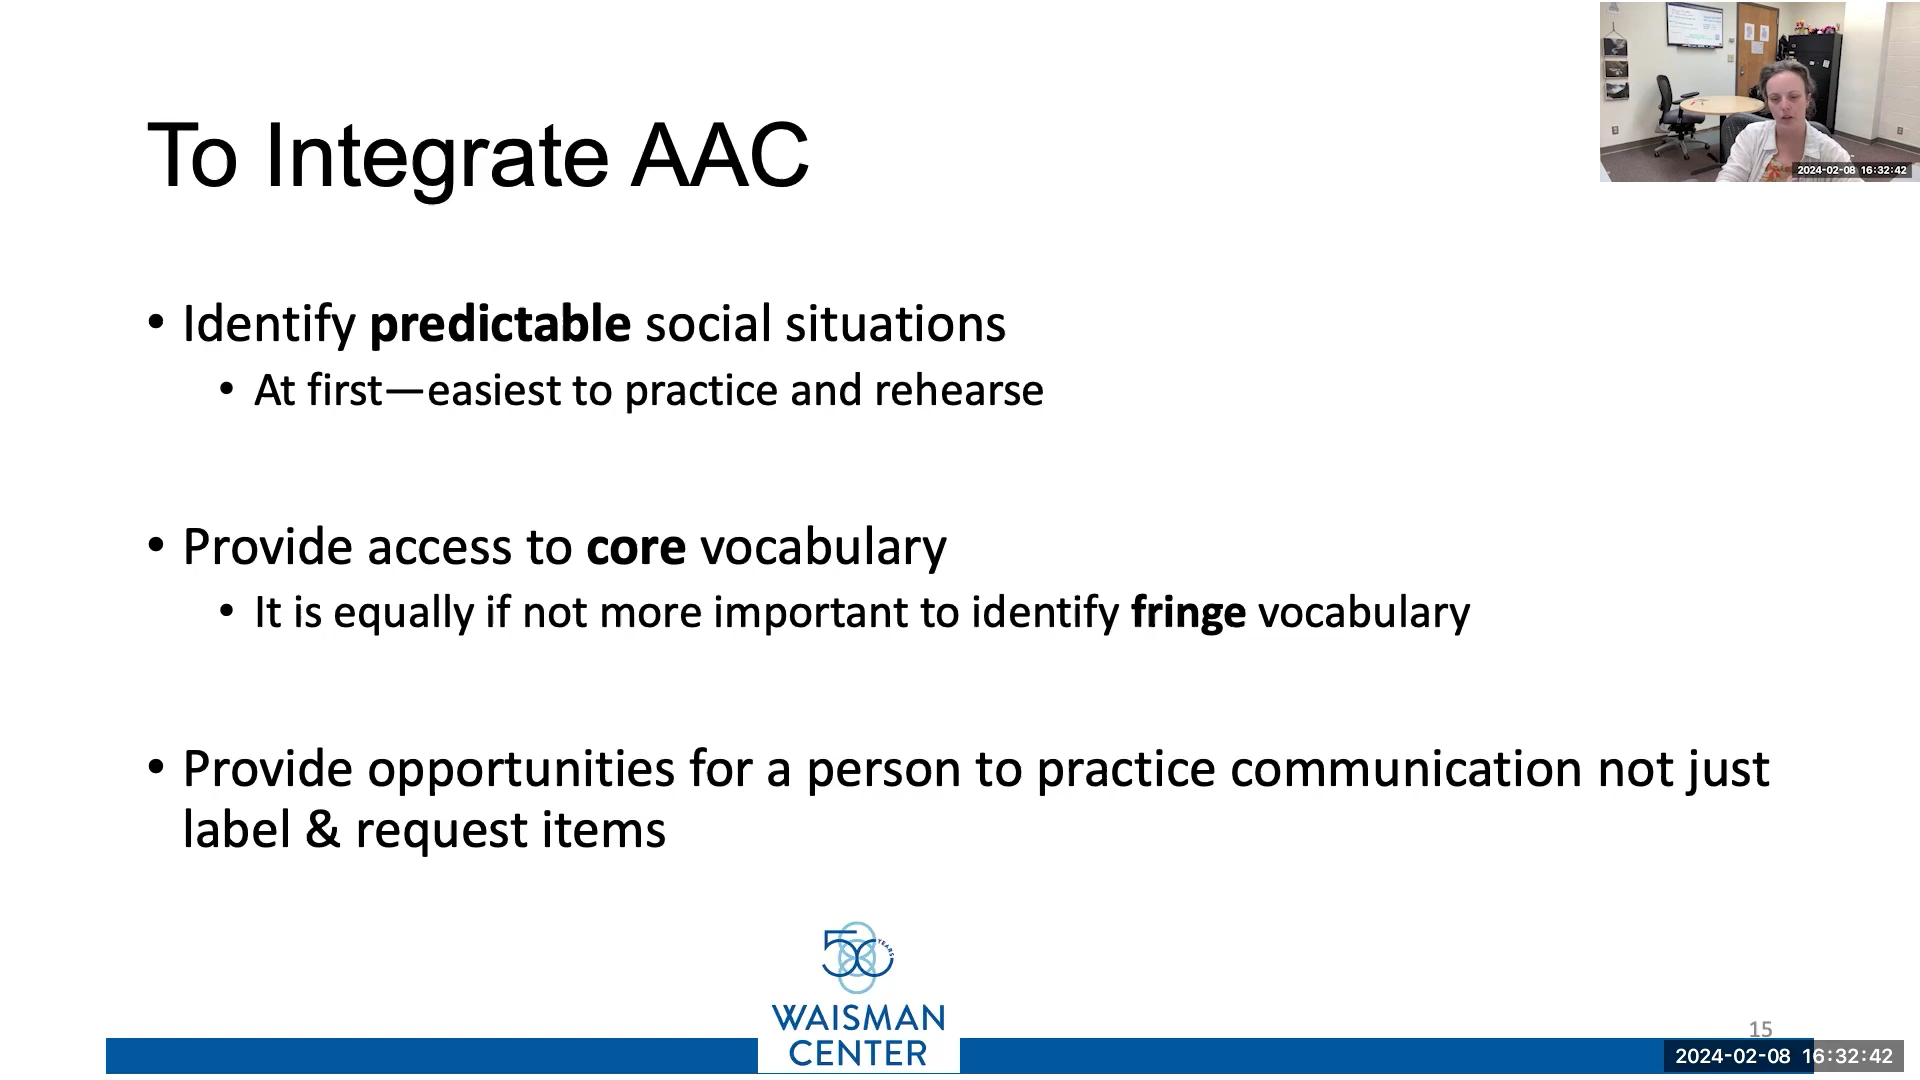 2024-02-08 16:32:42
To Integrate AAC
• Identify predictable social situations
• At first—easiest to practice and rehearse
• Provide access to core vocabulary
• It is equally if not more important to identify fringe vocabulary
• Provide opportunities for a person to practice communication not just
label & request items
50 YEARS
WAISMAN
CENTER
15
2024-02-08 16:32:42